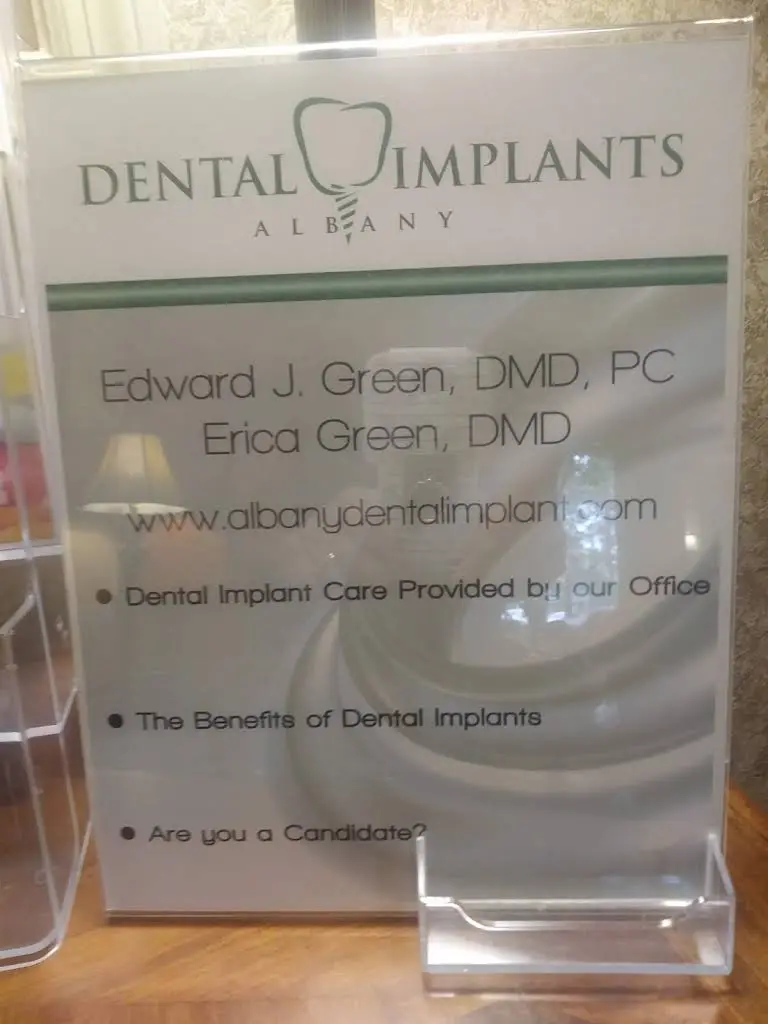 DENTAL IMPLANTS
ALBANY
Edward J. Green, DMD, PC
Erica Green, DMD
www.albanydentalimplant.com
• Dental Implant Care Provided by our Office
• The Benefits of Dental Implants
• Are you a Candidate?